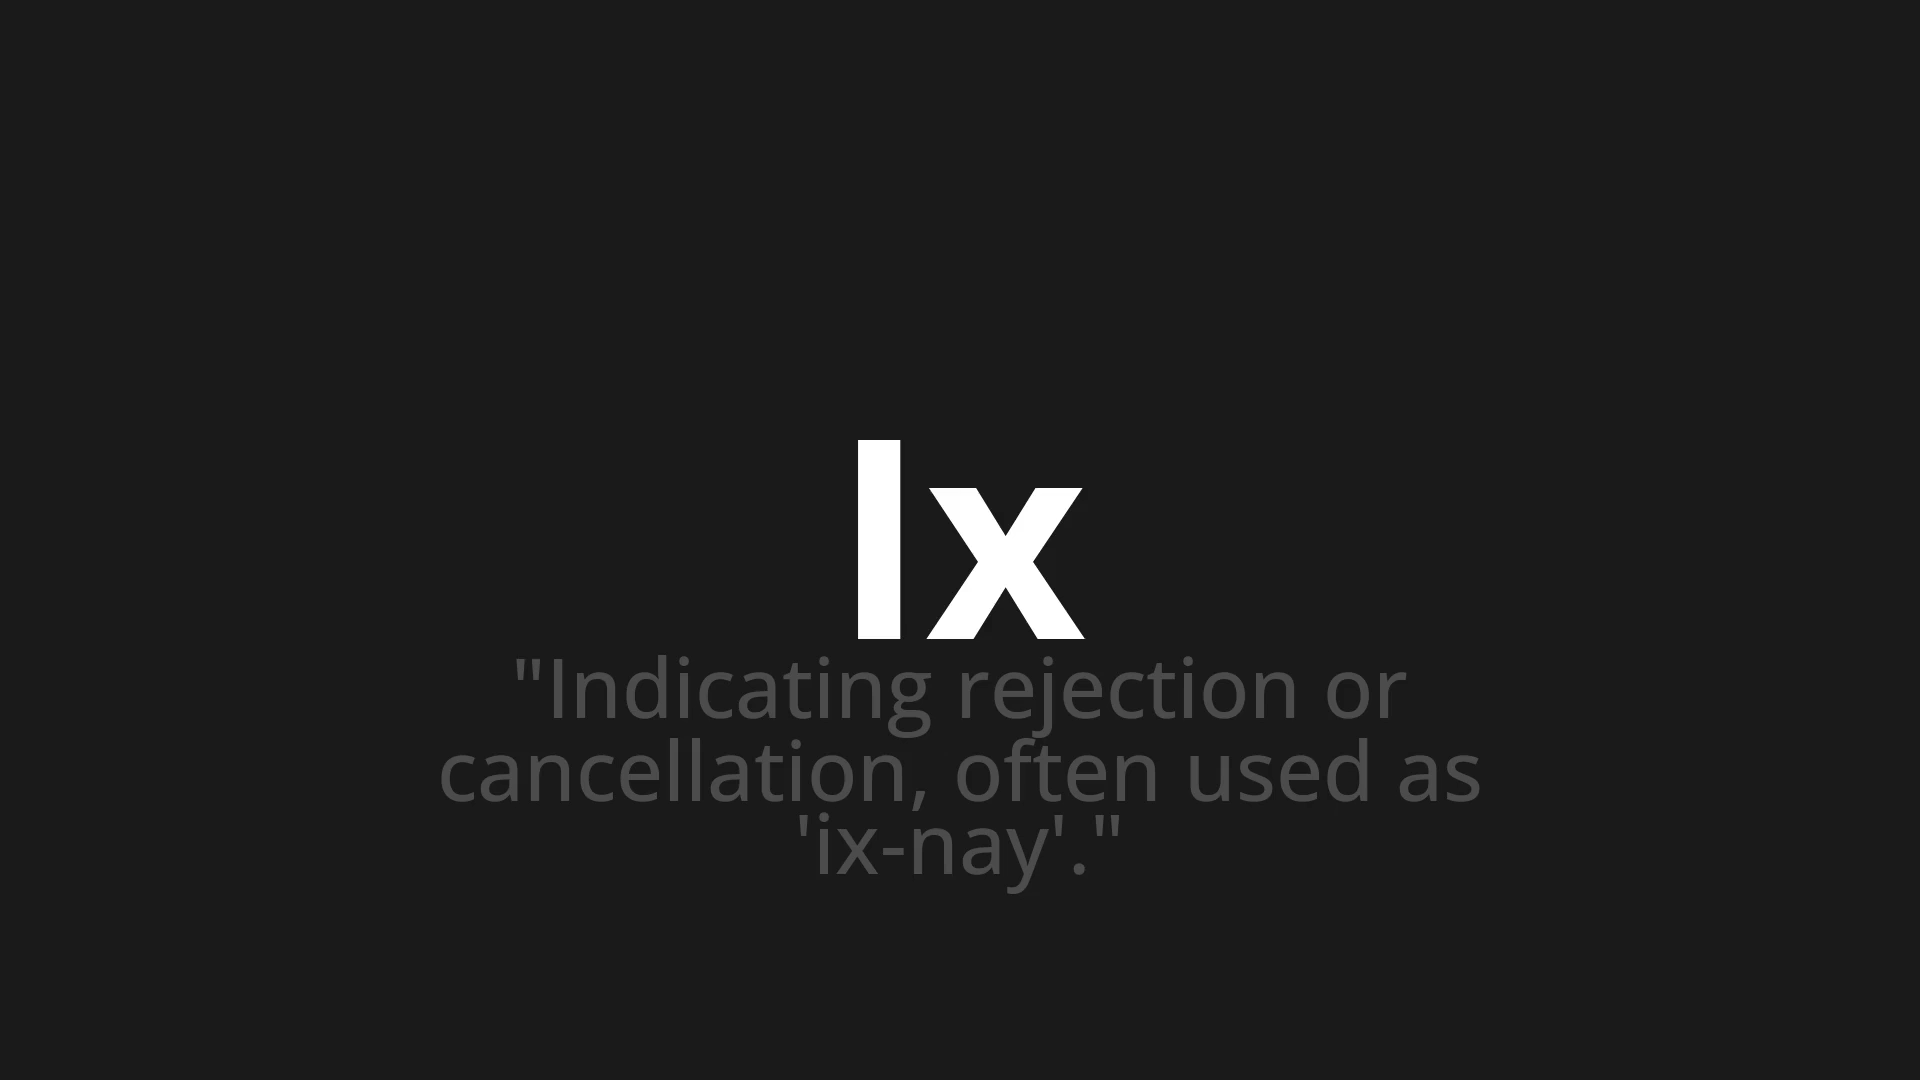 Ix
"Indicating rejection or
cancellation, often used as
'ix-nay'."